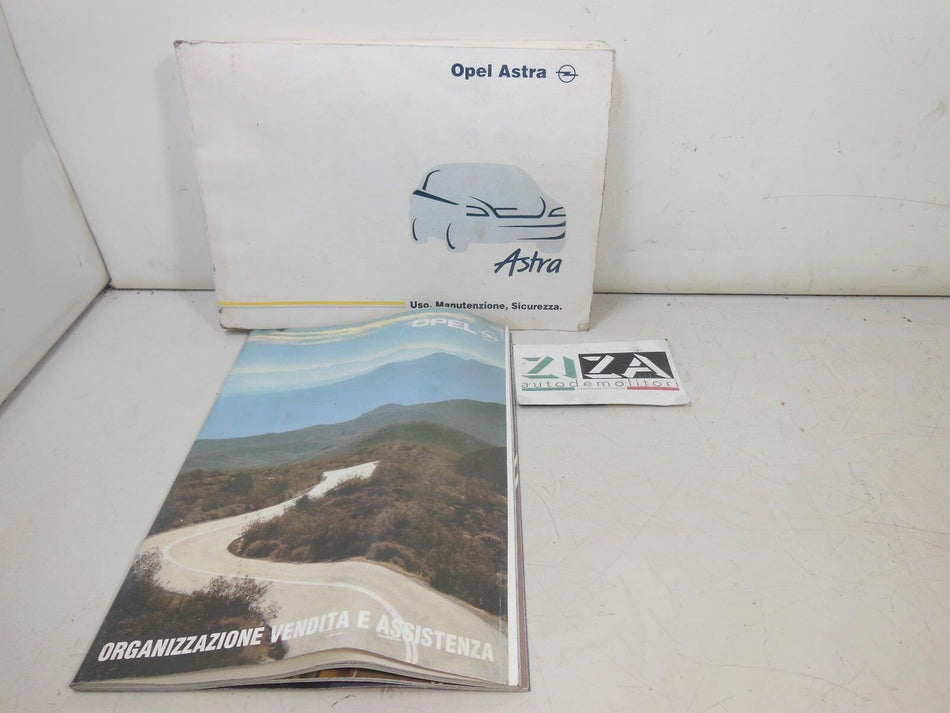 Opel Astra
Astra
Uso, Manutenzione, Sicurezza.
OPEL
ZIZA
autodemolitori
ORGANIZZAZIONE VENDITA E ASSISTENZA